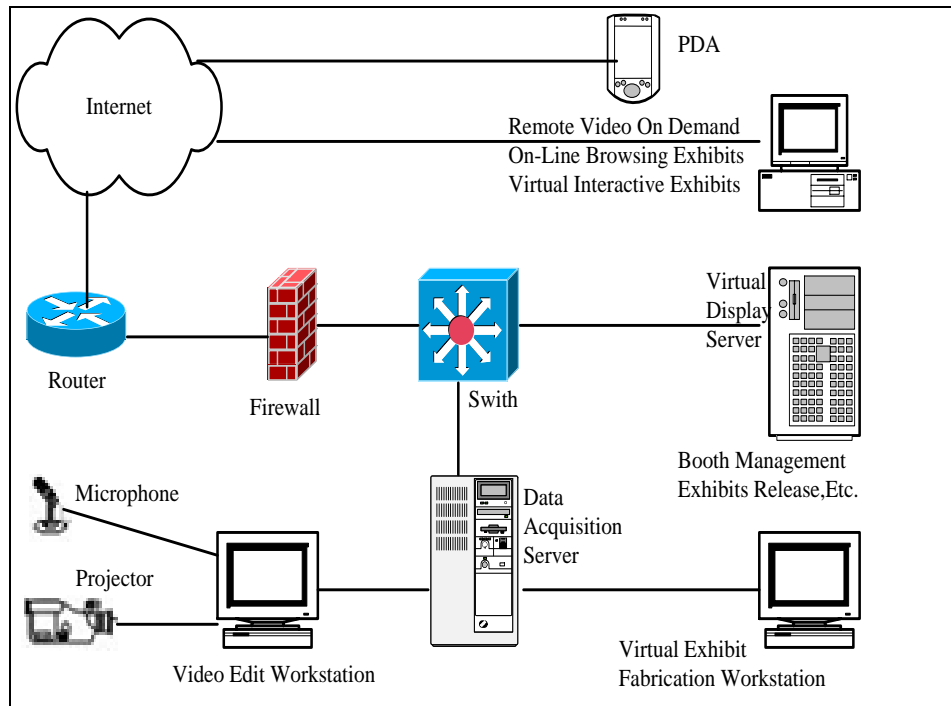 PDA
Internet
Remote Video On Demand
On-Line Browsing Exhibits
Virtual Interactive Exhibits
Virtual
Display
Server
Router
Firewall
Swith
Booth Management
Exhibits Release,Etc.
Microphone
Data
Acquisition
Server
Projector
Video Edit Workstation
Virtual Exhibit
Fabrication Workstation